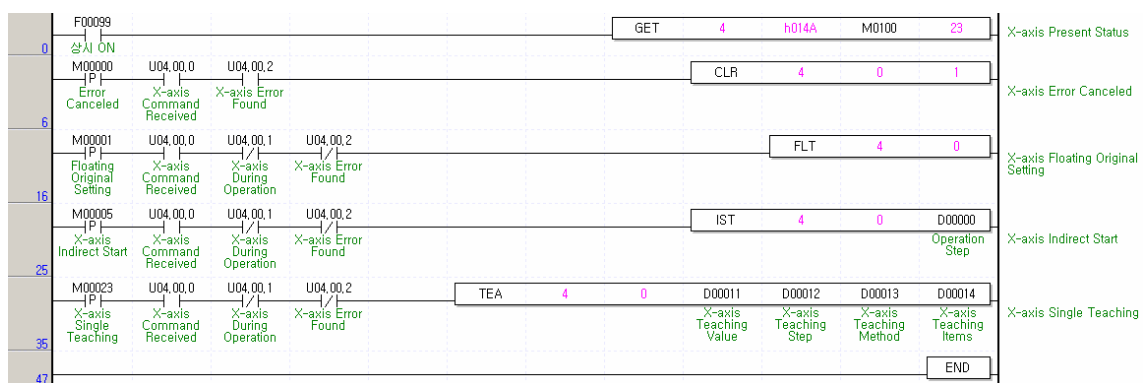 F00099
GET 4 h014A M0100 23
P
상시 ON
X-axis Present Status
0
M00000 U04,00,0 U04,00,2
CLR 4 0 1
P
Error Canceled
X-axis Command Received
X-axis Error Found
X-axis Error Canceled
6
M00001 U04,00,0 U04,00,1 U04,00,2
FLT 4 0
P
Floating Original Setting
X-axis Command Received
X-axis During Operation
X-axis Error Found
X-axis Floating Original Setting
16
M00005 U04,00,0 U04,00,1 U04,00,2
IST 4 0 D00000
P
X-axis Indirect Start
X-axis Command Received
X-axis During Operation
X-axis Error Found
Operation Step
X-axis Indirect Start
25
M00023 U04,00,0 U04,00,1 U04,00,2
TEA 4 0 D00011 D00012 D00013 D00014
P
X-axis Single Teaching
X-axis Command Received
X-axis During Operation
X-axis Error Found
X-axis Teaching Value
X-axis Teaching Step
X-axis Teaching Method
X-axis Teaching Items
X-axis Single Teaching
35
END
47